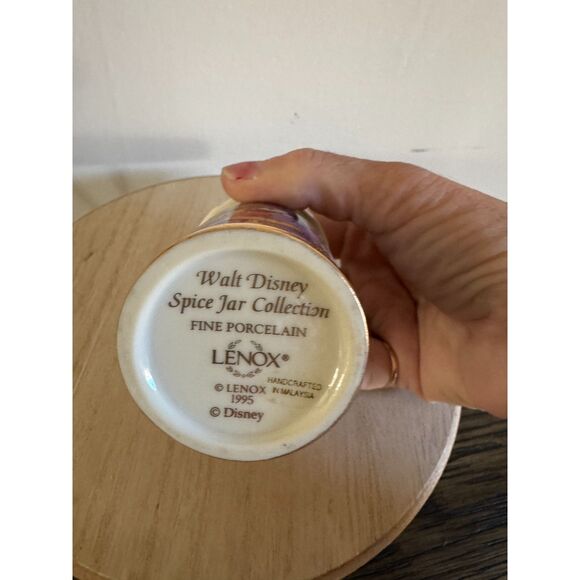 Walt Disney
Spice Jar Collection
FINE PORCELAIN
LENOX®
© LENOX
1995
HANDCRAFTED
IN MALAYSIA
© Disney